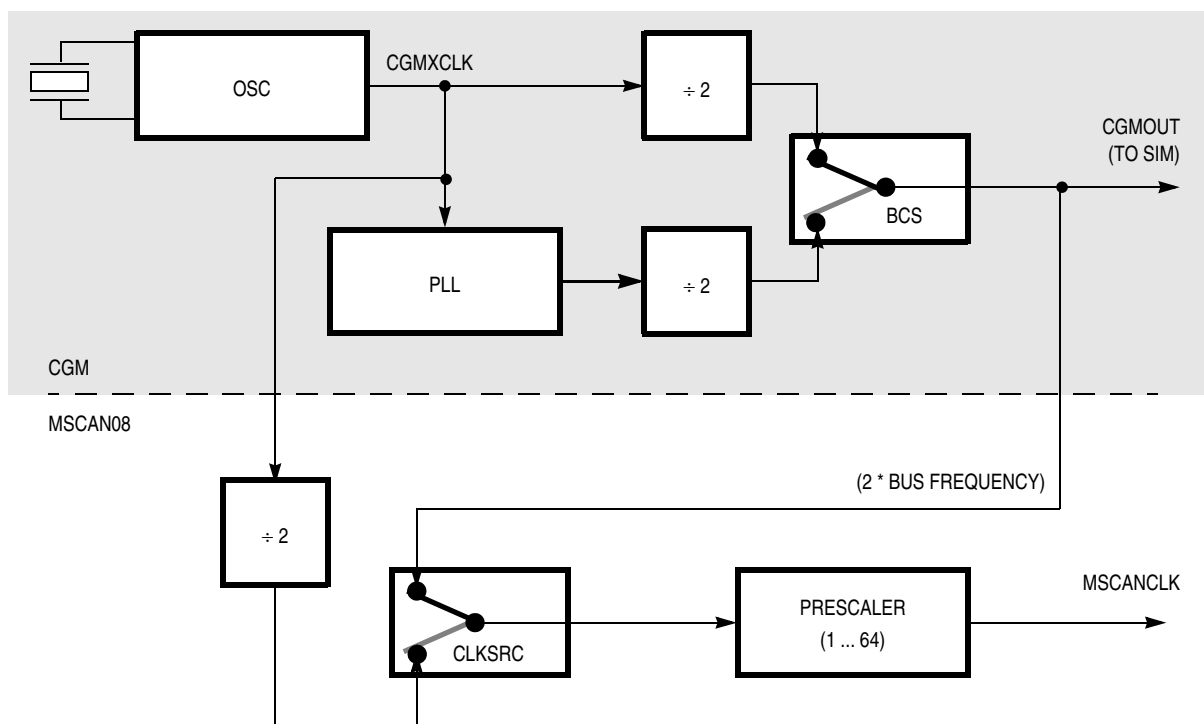 CGMXCLK
OSC
÷ 2
CGMOUT
(TO SIM)
BCS
PLL
÷ 2
CGM
MSCAN08
(2 * BUS FREQUENCY)
÷ 2
MSCANCLK
PRESCALER
(1 ... 64)
CLKSRC